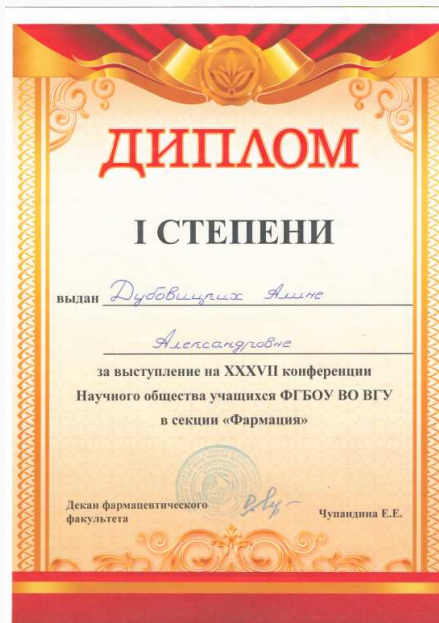 ДИПЛОМ
I СТЕПЕНИ
выдан Дубовицких Алине
Александровне
за выступление на XXXVII конференции
Научного общества учащихся ФГБОУ ВО ВГУ
в секции «Фармация»
Декан фармацевтического
факультета
Чупандина Е.Е.